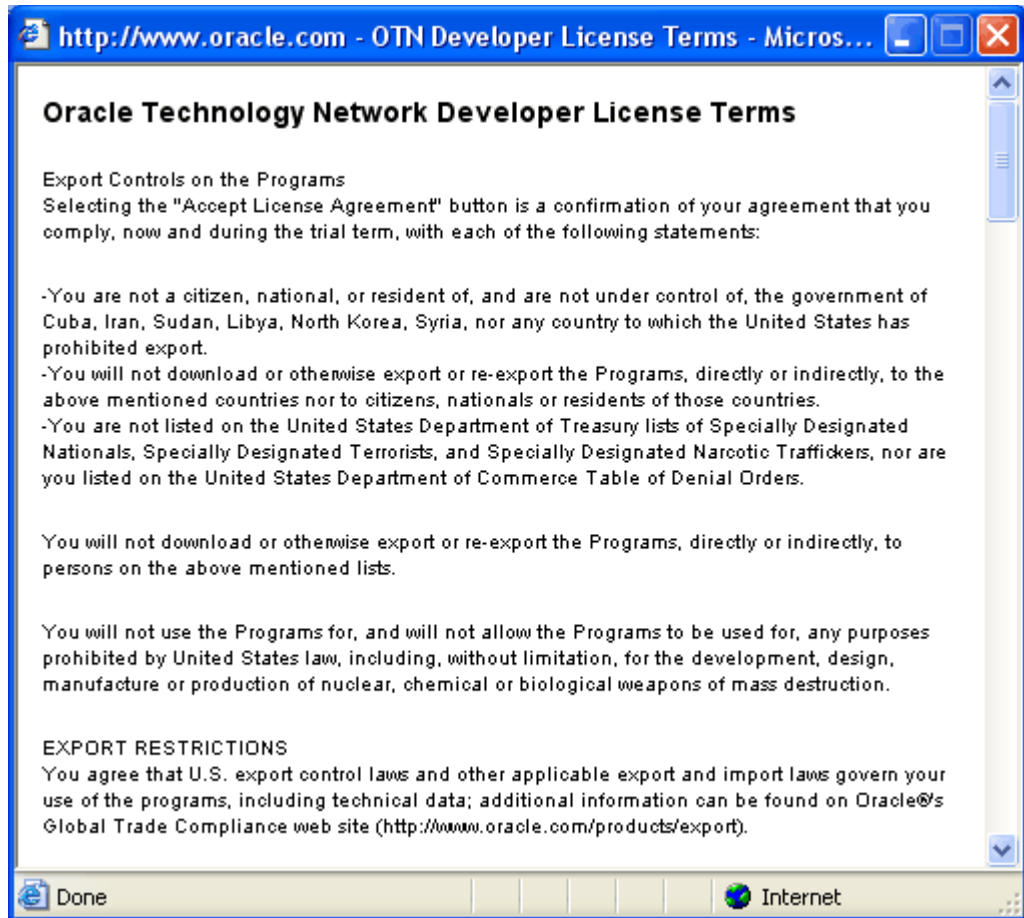 http://www.oracle.com - OTN Developer License Terms - Micros...
Oracle Technology Network Developer License Terms
Export Controls on the Programs
Selecting the "Accept License Agreement" button is a confirmation of your agreement that you
comply, now and during the trial term, with each of the following statements:
-You are not a citizen, national, or resident of, and are not under control of, the government of
Cuba, Iran, Sudan, Libya, North Korea, Syria, nor any country to which the United States has
prohibited export.
-You will not download or otherwise export or re-export the Programs, directly or indirectly, to the
above mentioned countries nor to citizens, nationals or residents of those countries.
-You are not listed on the United States Department of Treasury lists of Specially Designated
Nationals, Specially Designated Terrorists, and Specially Designated Narcotic Traffickers, nor are
you listed on the United States Department of Commerce Table of Denial Orders.
You will not download or otherwise export or re-export the Programs, directly or indirectly, to
persons on the above mentioned lists.
You will not use the Programs for, and will not allow the Programs to be used for, any purposes
prohibited by United States law, including, without limitation, for the development, design,
manufacture or production of nuclear, chemical or biological weapons of mass destruction.
EXPORT RESTRICTIONS
You agree that U.S. export control laws and other applicable export and import laws govern your
use of the programs, including technical data; additional information can be found on Oracle®'s
Global Trade Compliance web site (http://www.oracle.com/products/export).
Done
Internet